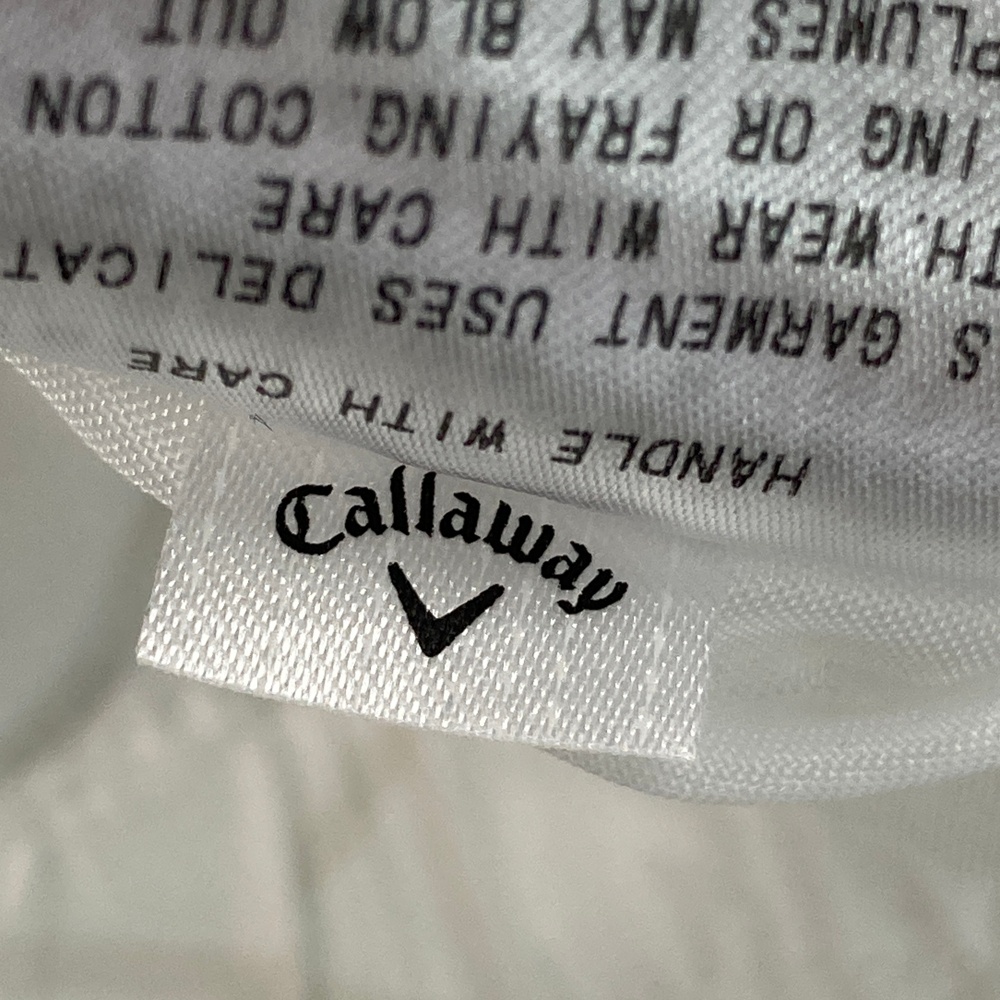 HANDLE WITH CARE
S GARMENT USES DELICAT
TH. WEAR WITH CARE
ING OR FRAYING. COTTON
PLUMES MAY BLOW OUT
Callaway